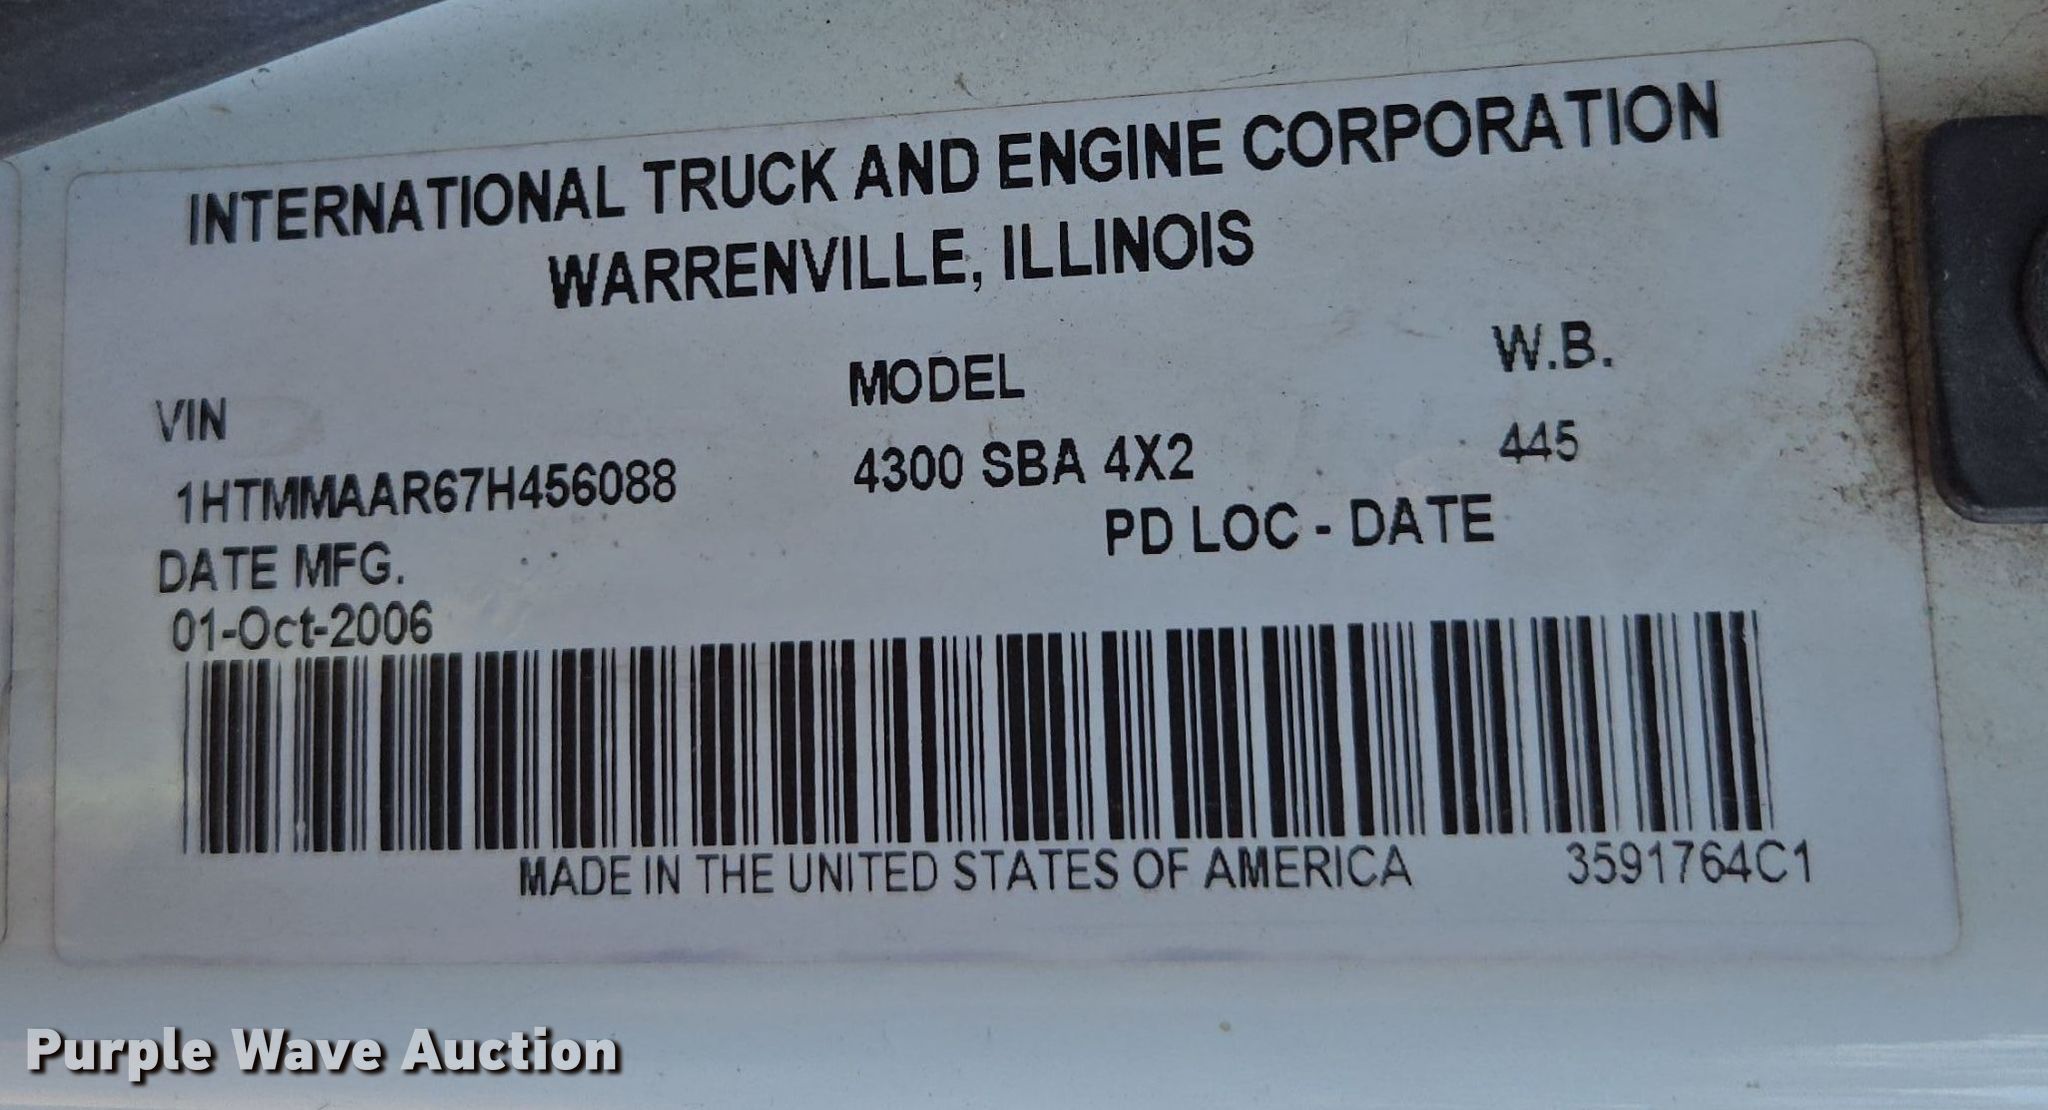 INTERNATIONAL TRUCK AND ENGINE CORPORATION
WARRENVILLE, ILLINOIS
VIN MODEL W.B.
1HTMMAAR67H456088 4300 SBA 4X2 445
DATE MFG. PD LOC - DATE
01-Oct-2006
MADE IN THE UNITED STATES OF AMERICA 3591764C1
Purple Wave Auction